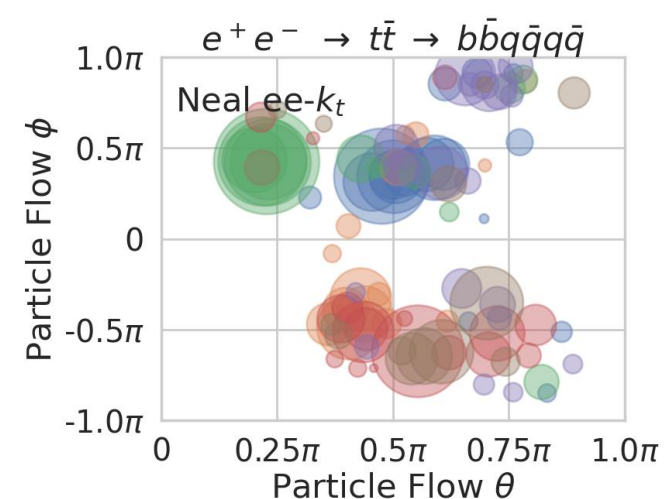 e⁺e⁻ → tt̄ → bb̄qq̄qq̄
1.0π
Neal ee-kₜ
0.5π
0
-0.5π
-1.0π
Particle Flow ϕ
0 0.25π 0.5π 0.75π 1.0π
Particle Flow θ